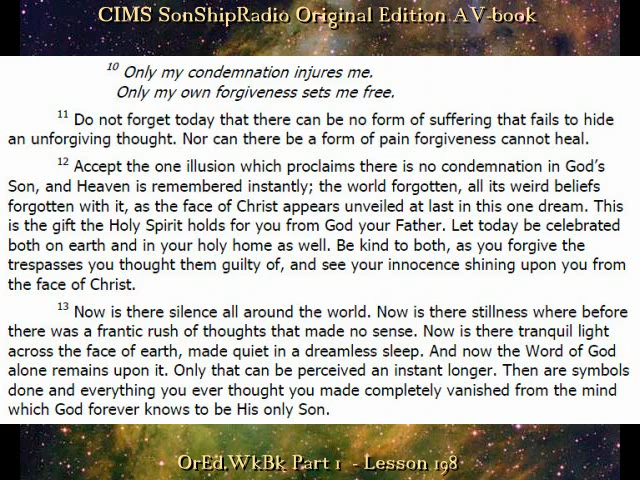 CIMS SonShipRadio Original Edition AV-book
10 Only my condemnation injures me.
Only my own forgiveness sets me free.
11 Do not forget today that there can be no form of suffering that fails to hide
an unforgiving thought. Nor can there be a form of pain forgiveness cannot heal.
12 Accept the one illusion which proclaims there is no condemnation in God's
Son, and Heaven is remembered instantly; the world forgotten, all its weird beliefs
forgotten with it, as the face of Christ appears unveiled at last in this one dream. This
is the gift the Holy Spirit holds for you from God your Father. Let today be celebrated
both on earth and in your holy home as well. Be kind to both, as you forgive the
trespasses you thought them guilty of, and see your innocence shining upon you from
the face of Christ.
13 Now is there silence all around the world. Now is there stillness where before
there was a frantic rush of thoughts that made no sense. Now is there tranquil light
across the face of earth, made quiet in a dreamless sleep. And now the Word of God
alone remains upon it. Only that can be perceived an instant longer. Then are symbols
done and everything you ever thought you made completely vanished from the mind
which God forever knows to be His only Son.
OrEd.WkBk Part 1 - Lesson 198